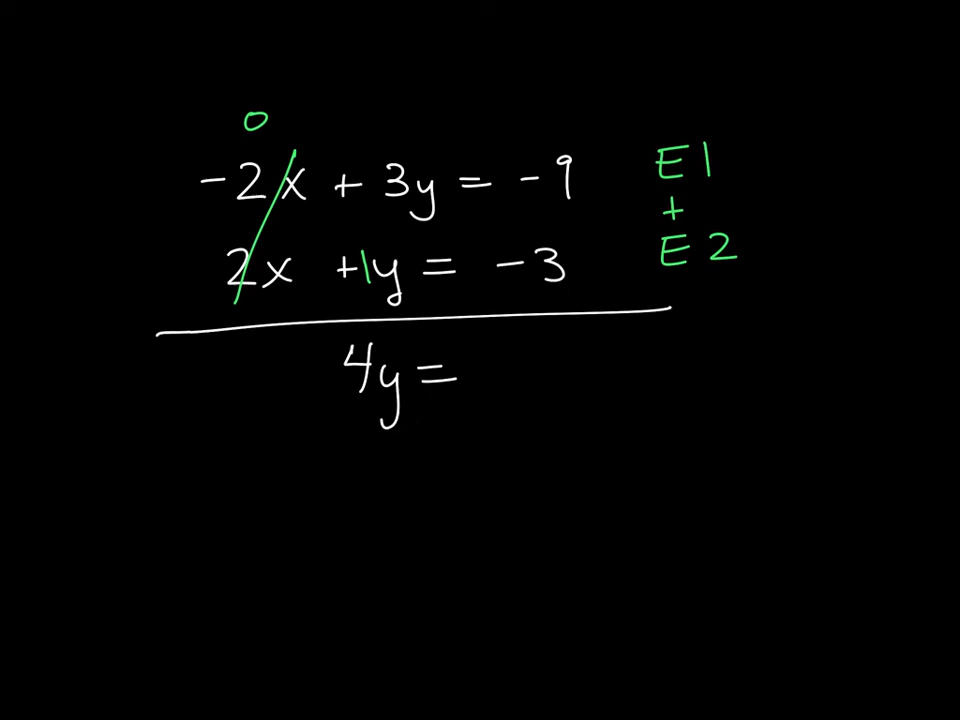 0
-2x + 3y = -9 E1
+
2x +1y = -3 E2
4y =